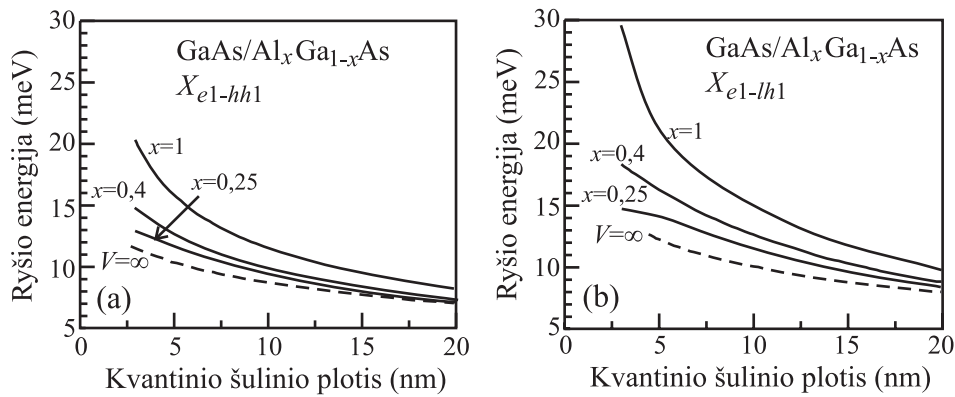 30
25
20
15
10
5
Ryšio energija (meV)
GaAs/AlxGa1-xAs
Xe1-hh1
x=1
x=0,25
x=0,4
V=∞
(a)
0 5 10 15 20
Kvantinio šulinio plotis (nm)
30
25
20
15
10
5
Ryšio energija (meV)
GaAs/AlxGa1-xAs
Xe1-lh1
x=1
x=0,4
x=0,25
V=∞
(b)
0 5 10 15 20
Kvantinio šulinio plotis (nm)